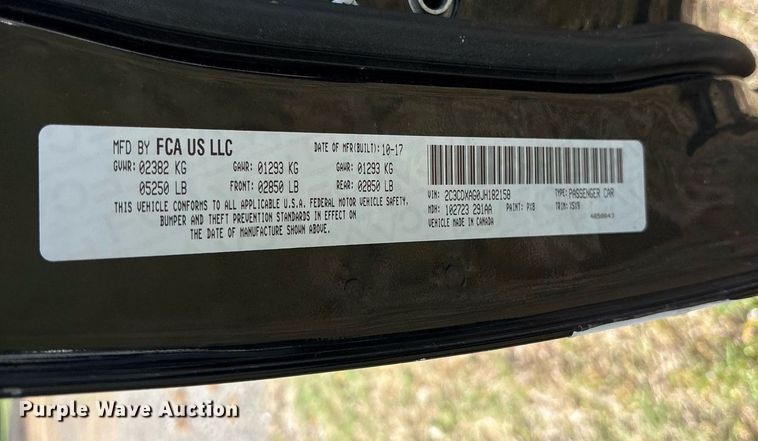 MFD BY FCA US LLC DATE OF MFR(BUILT): 10-17
GVWR: 02382 KG GAWR: 01293 KG GAWR: 01293 KG
05250 LB FRONT: 02850 LB REAR: 02850 LB
THIS VEHICLE CONFORMS TO ALL APPLICABLE U.S.A. FEDERAL MOTOR VEHICLE SAFETY,
BUMPER AND THEFT PREVENTION STANDARDS IN EFFECT ON
THE DATE OF MANUFACTURE SHOWN ABOVE.
VIN: 2C3CDXAG0JH182158 TYPE: PASSENGER CAR
MDH: 102723 291AA PAINT: PX8 TRIM: X5X9
VEHICLE MADE IN CANADA 4850843
Purple Wave Auction